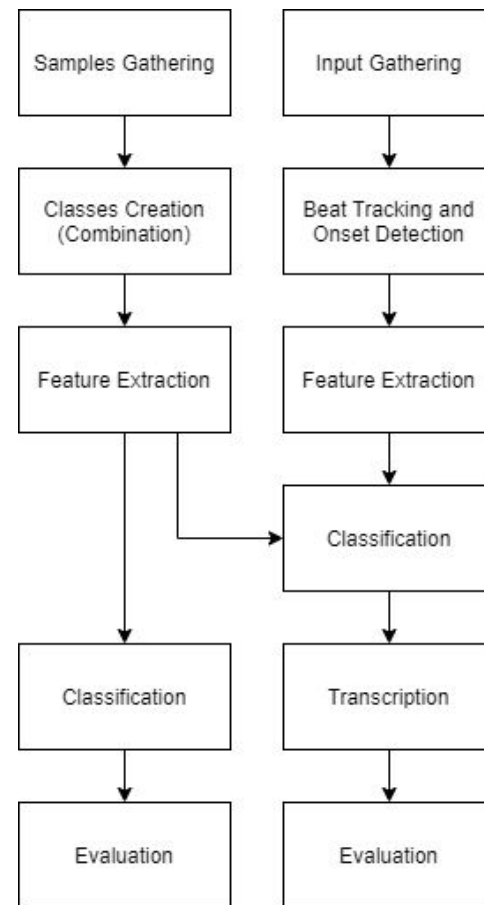 Samples Gathering
Input Gathering
Classes Creation
(Combination)
Beat Tracking and
Onset Detection
Feature Extraction
Feature Extraction
Classification
Classification
Transcription
Evaluation
Evaluation